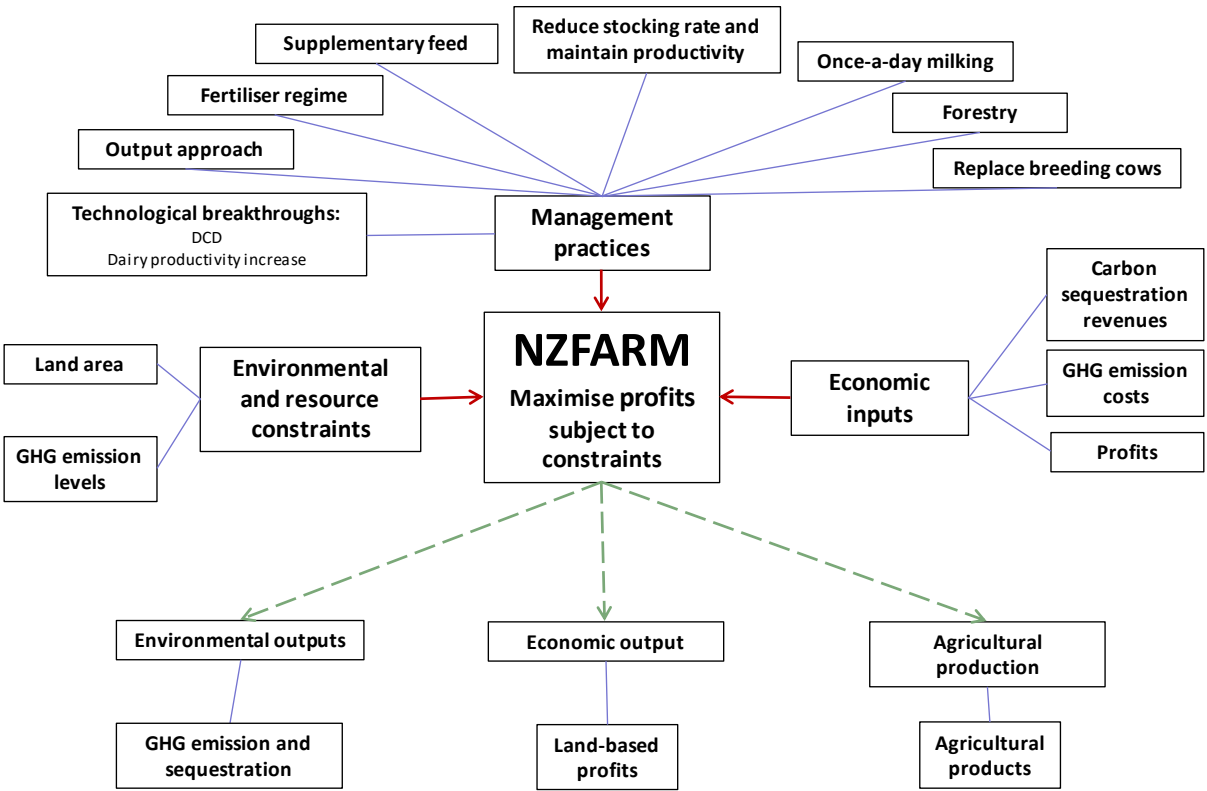 Supplementary feed
Reduce stocking rate and
maintain productivity
Once-a-day milking
Fertiliser regime
Forestry
Output approach
Replace breeding cows
Technological breakthroughs:
DCD
Dairy productivity increase
Management
practices
Carbon
sequestration
revenues
Land area
Environmental
and resource
constraints
GHG emission
levels
NZFARM
Maximise profits
subject to
constraints
Economic
inputs
GHG emission
costs
Profits
Environmental outputs
Economic output
Agricultural
production
GHG emission and
sequestration
Land-based
profits
Agricultural
products